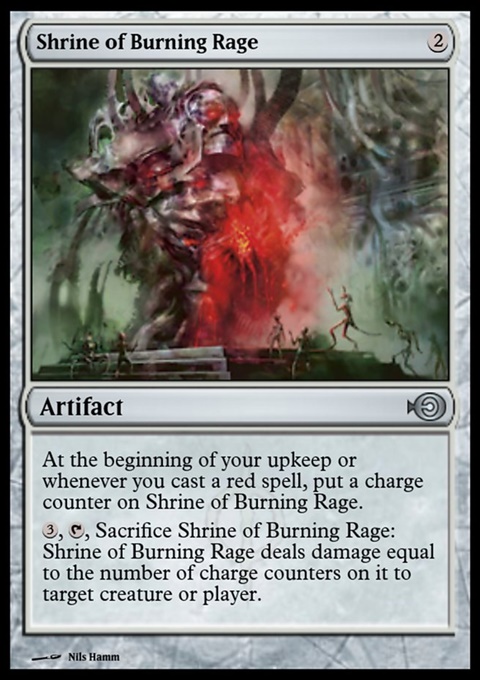 Shrine of Burning Rage 2
Artifact
At the beginning of your upkeep or
whenever you cast a red spell, put a charge
counter on Shrine of Burning Rage.
3, , Sacrifice Shrine of Burning Rage:
Shrine of Burning Rage deals damage equal
to the number of charge counters on it to
target creature or player.
Nils Hamm